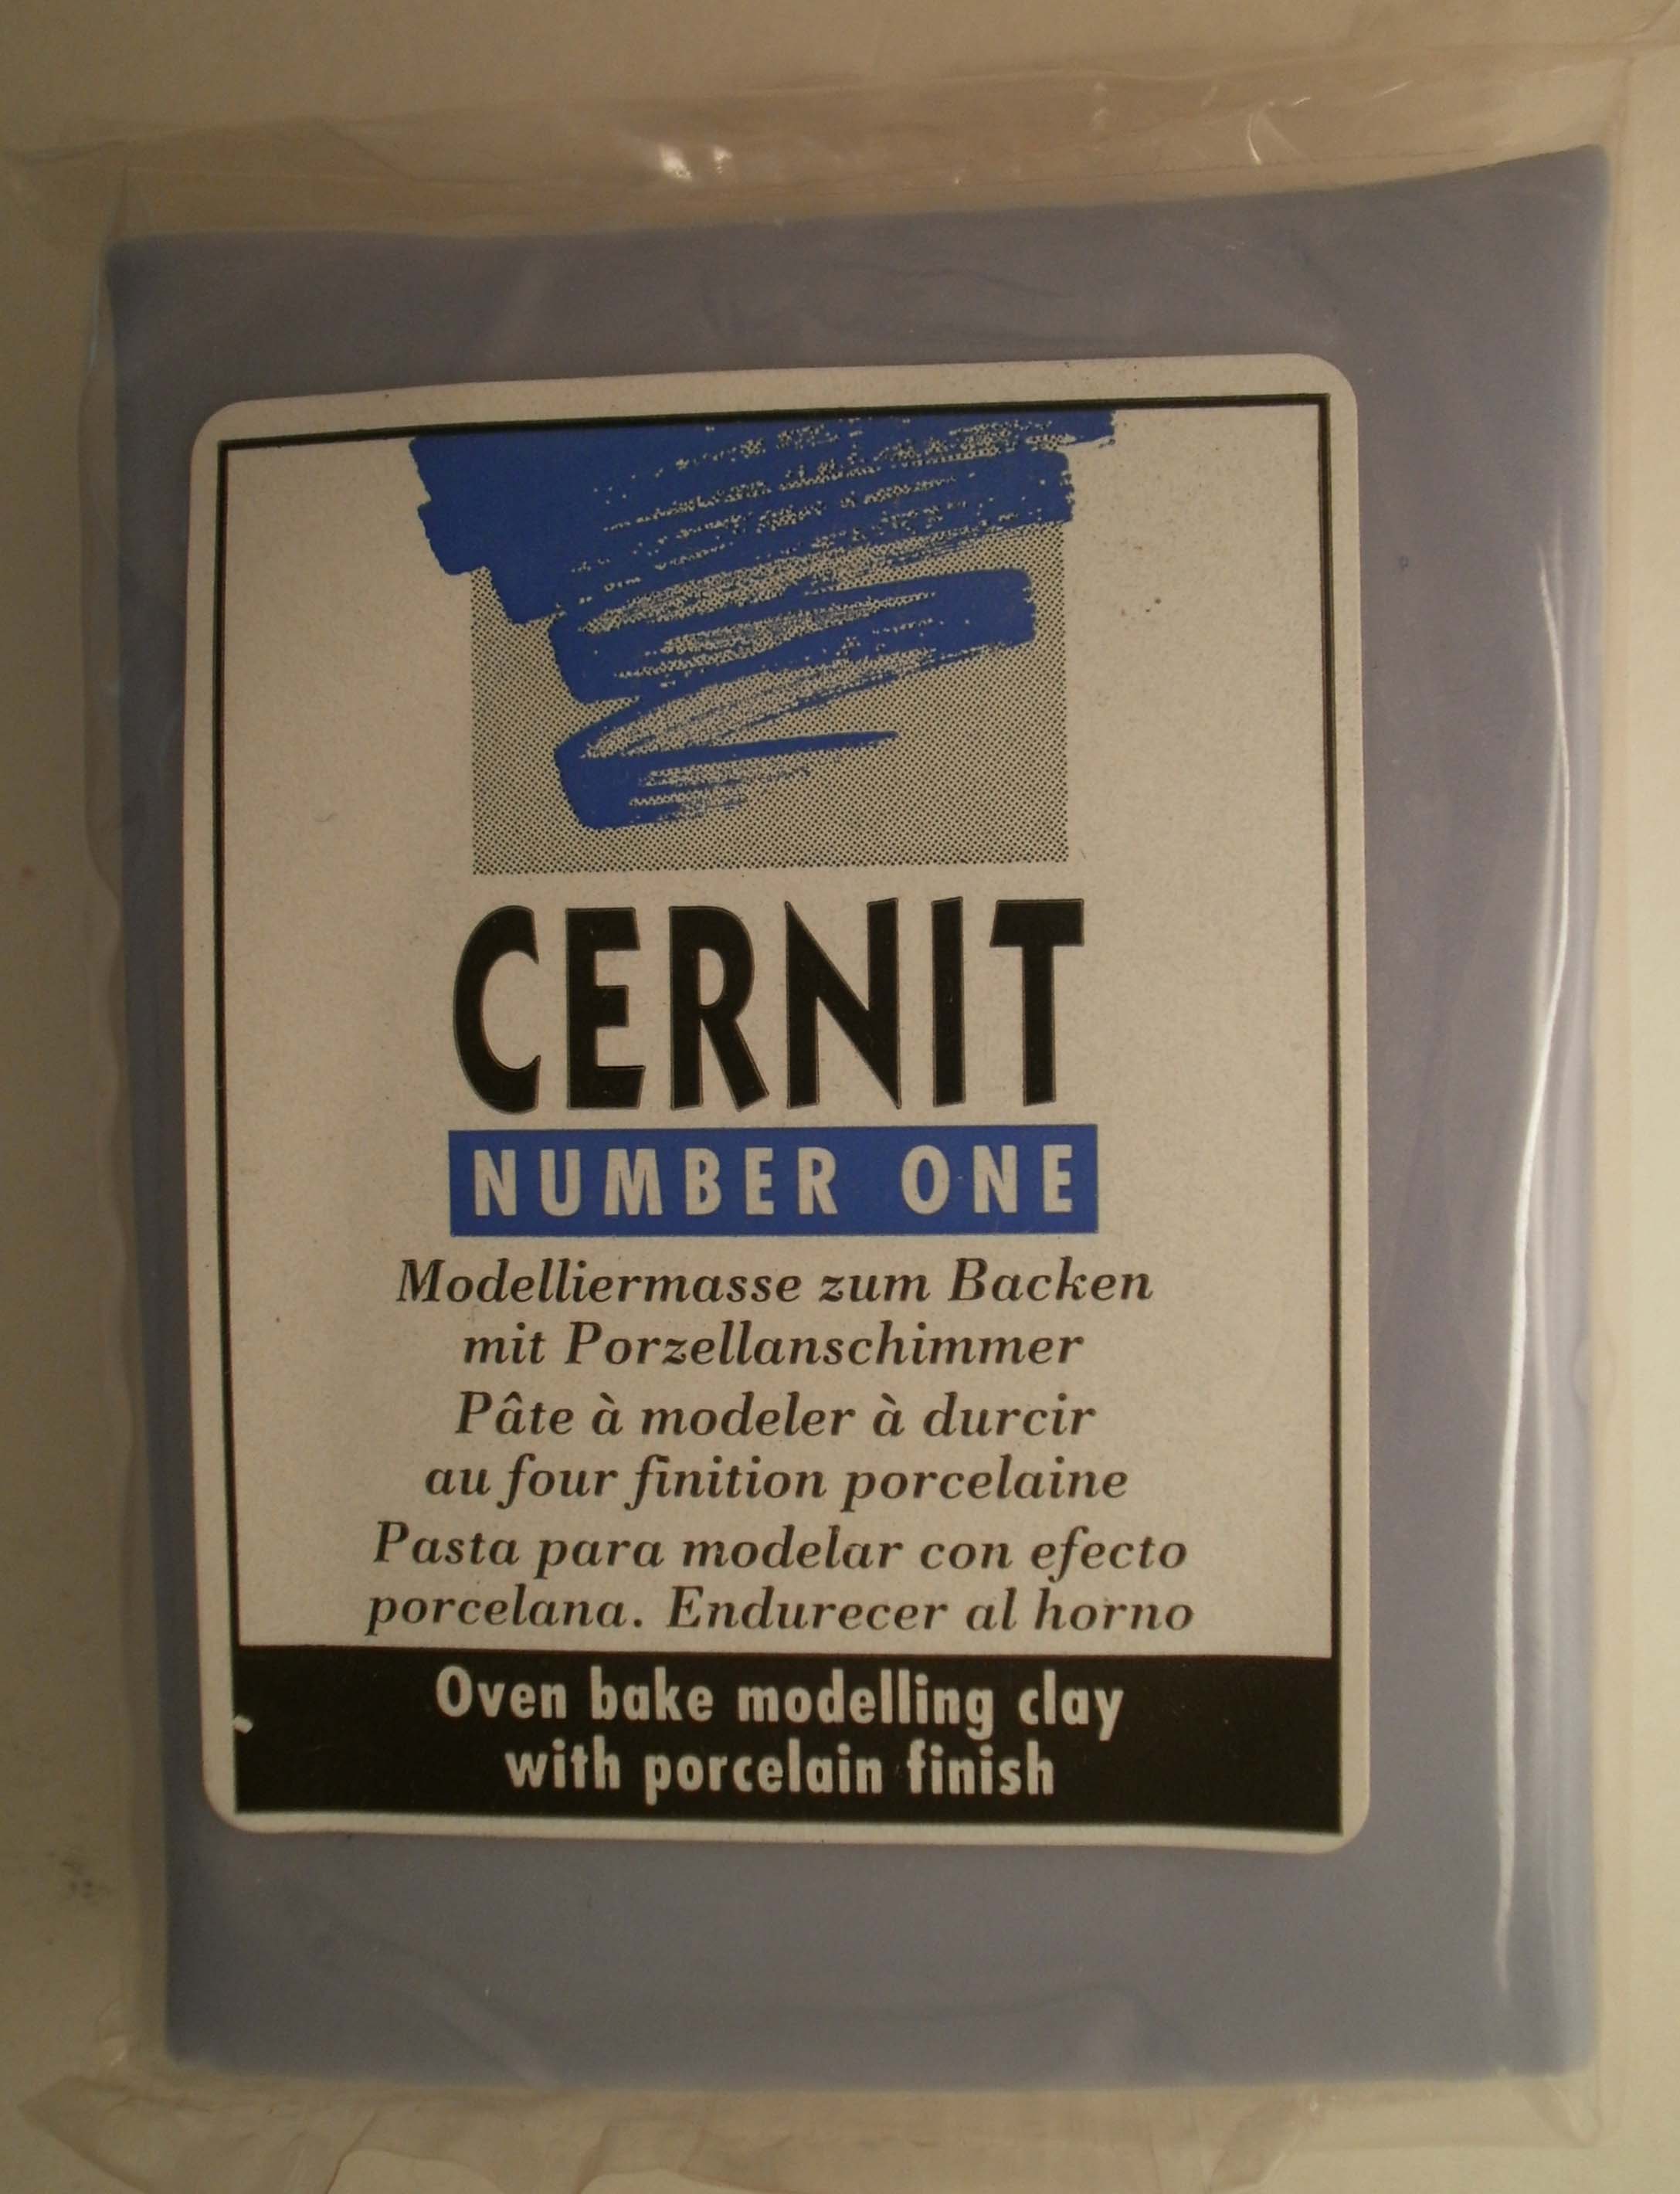 CERNIT
NUMBER ONE
Modelliermasse zum Backen
mit Porzellanschimmer
Pâte à modeler à durcir
au four finition porcelaine
Pasta para modelar con efecto
porcelana. Endurecer al horno
Oven bake modelling clay
with porcelain finish